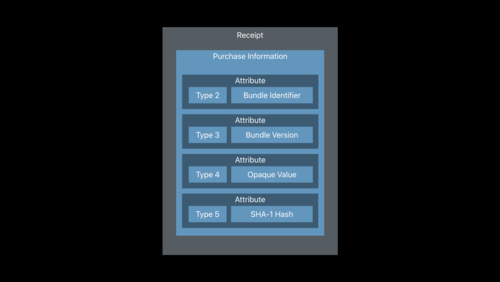 Receipt
Purchase Information
Attribute
Type 2 Bundle Identifier
Attribute
Type 3 Bundle Version
Attribute
Type 4 Opaque Value
Attribute
Type 5 SHA-1 Hash